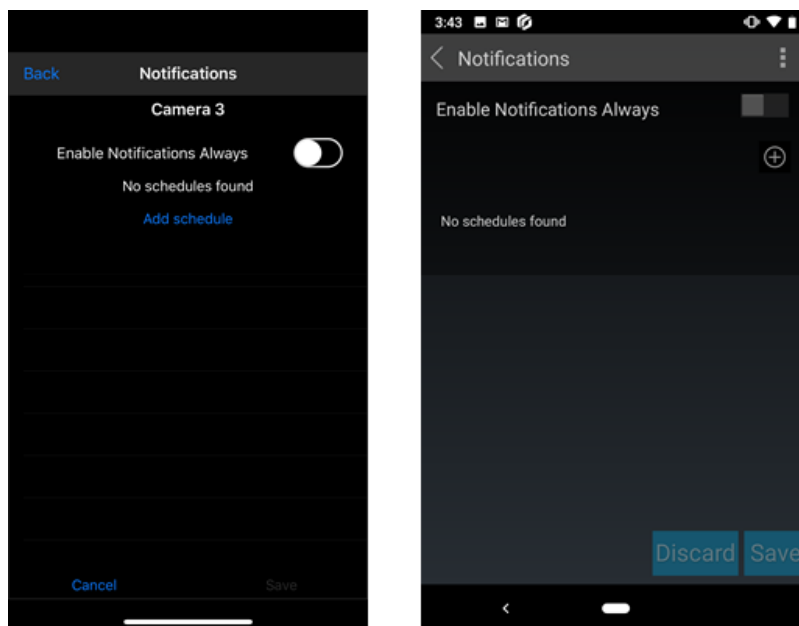 Back Notifications
Camera 3
Enable Notifications Always
No schedules found
Add schedule
Cancel Save
3:43
Notifications
Enable Notifications Always
No schedules found
Discard Save